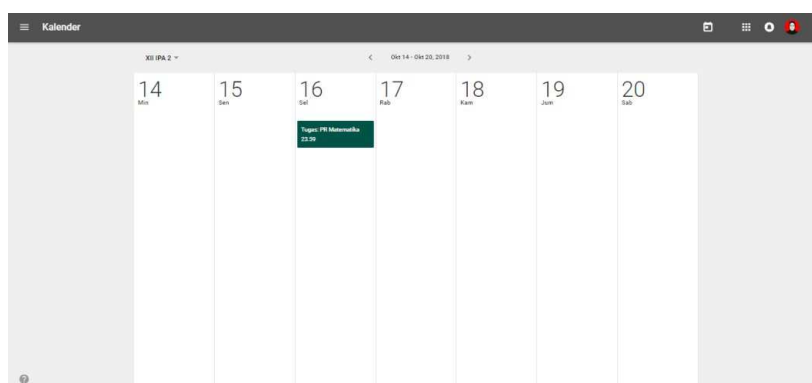 Kalender
XII IPA 2
Okt 14 - Okt 20, 2018
14
Min
15
Sen
16
Sel
17
Rab
18
Kam
19
Jum
20
Sab
Tugas: PR Matematika
23.59